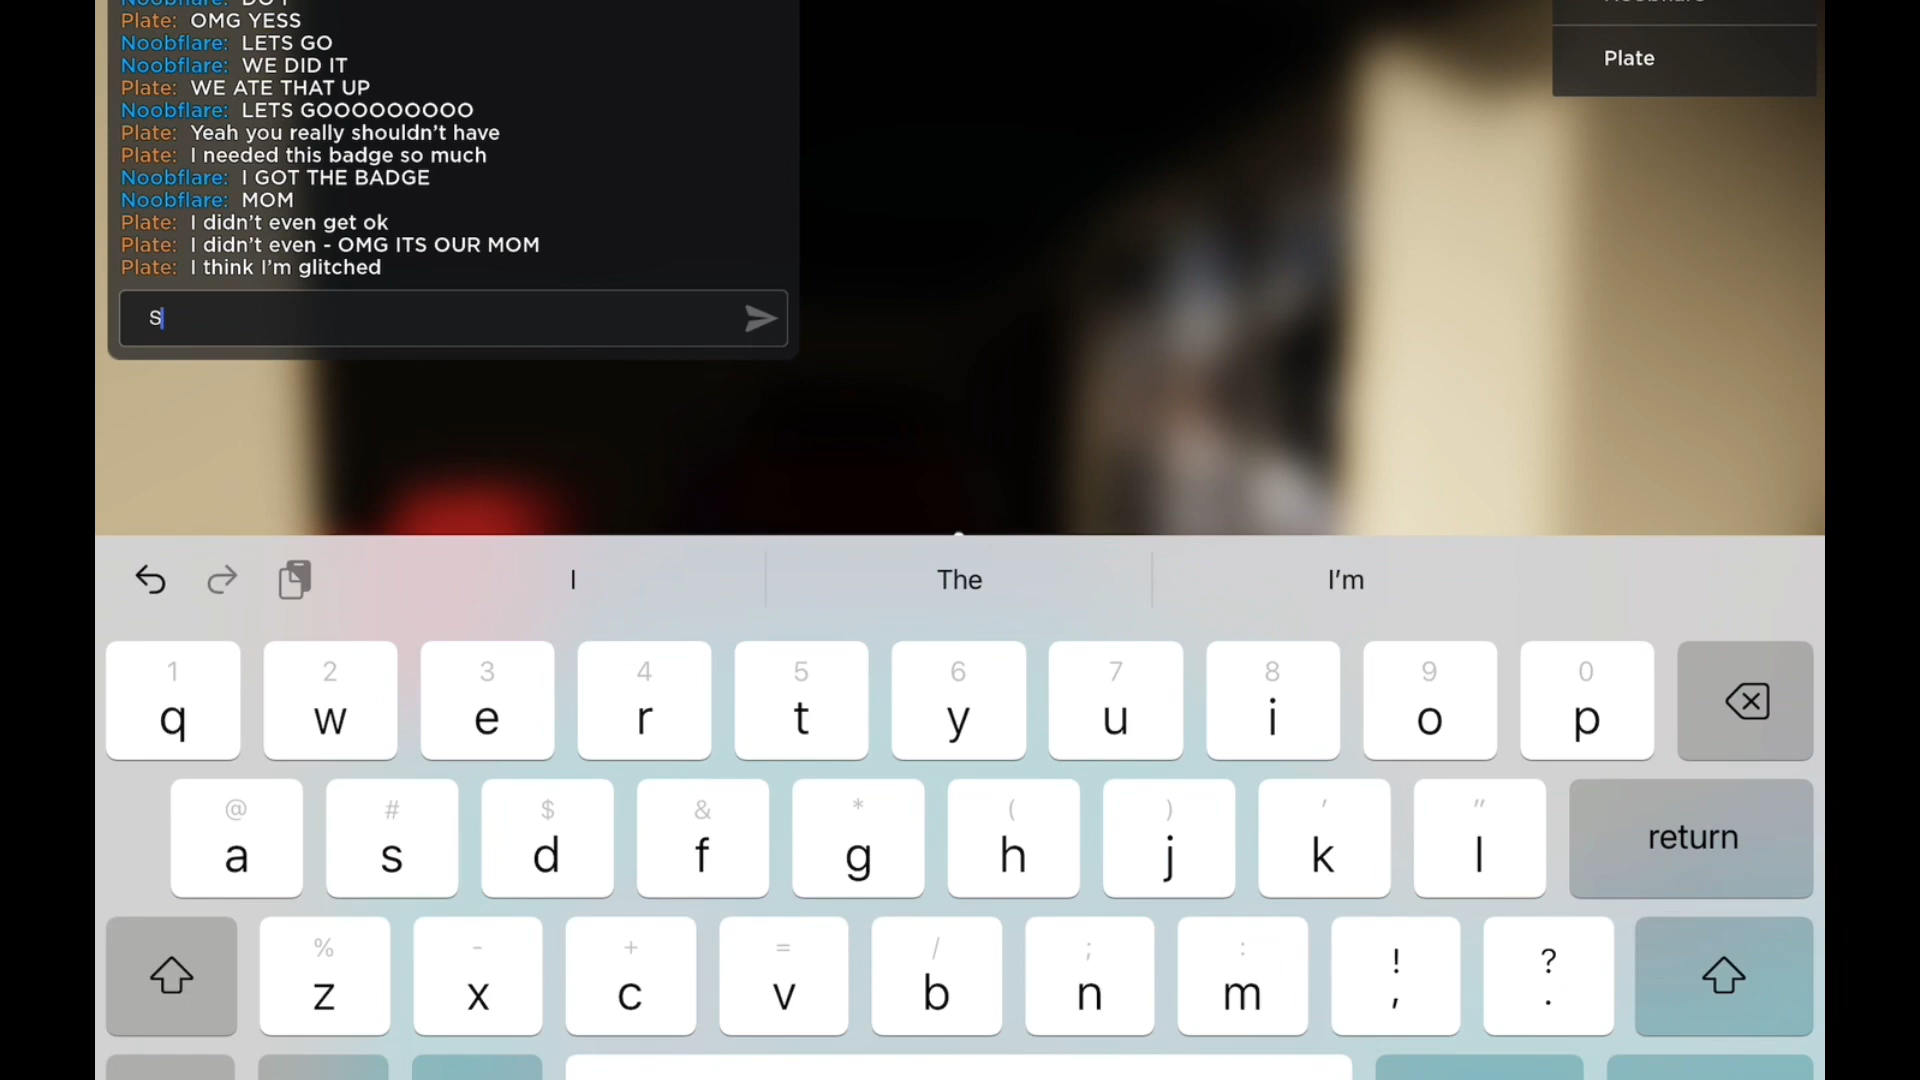 Plate: OMG YESS
Noobflare: LETS GO
Noobflare: WE DID IT
Plate: WE ATE THAT UP
Noobflare: LETS GOOOOOOOOO
Plate: Yeah you really shouldn't have
Plate: I needed this badge so much
Noobflare: I GOT THE BADGE
Noobflare: MOM
Plate: I didn't even get ok
Plate: I didn't even - OMG ITS OUR MOM
Plate: I think I'm glitched
S
Plate
I The I'm
1 2 3 4 5 6 7 8 9 0
q w e r t y u i o p
@ # $ & * ( ) ' "
a s d f g h j k l return
% - + = / ; : ! ?
z x c v b n m , .